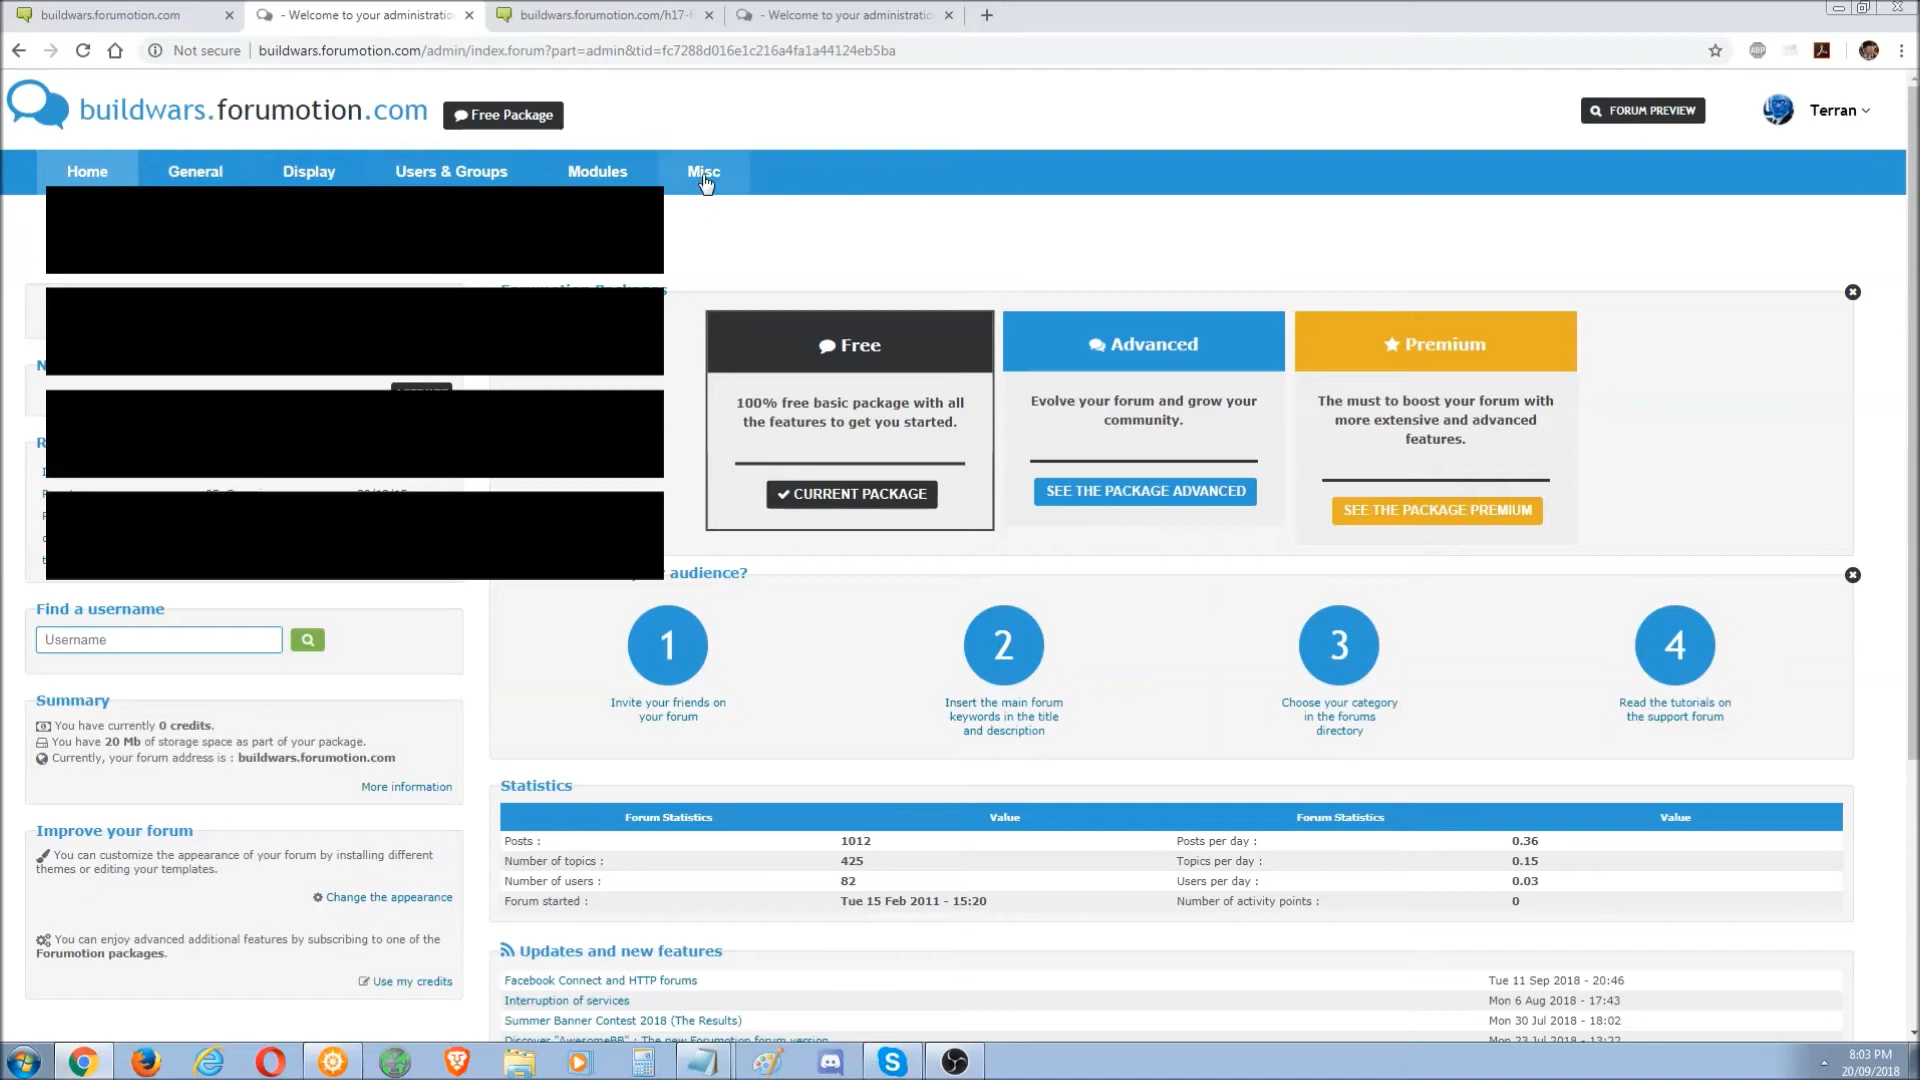 buildwars.forumotion.com
- Welcome to your administratio
buildwars.forumotion.com/h17-
- Welcome to your administratio
Not secure
buildwars.forumotion.com/admin/index.forum?part=admin&tid=fc7288d016e1c216a4fa1a44124eb5ba
buildwars.forumotion.com
Free Package
FORUM PREVIEW
Terran
Home
General
Display
Users & Groups
Modules
Misc
Free
100% free basic package with all
the features to get you started.
CURRENT PACKAGE
Advanced
Evolve your forum and grow your
community.
SEE THE PACKAGE ADVANCED
Premium
The must to boost your forum with
more extensive and advanced
features.
SEE THE PACKAGE PREMIUM
audience?
1
Invite your friends on
your forum
2
Insert the main forum
keywords in the title
and description
3
Choose your category
in the forums
directory
4
Read the tutorials on
the support forum
Find a username
Username
Summary
You have currently 0 credits.
You have 20 Mb of storage space as part of your package.
Currently, your forum address is : buildwars.forumotion.com
More information
Improve your forum
You can customize the appearance of your forum by installing different
themes or editing your templates.
Change the appearance
You can enjoy advanced additional features by subscribing to one of the
Forumotion packages.
Use my credits
Statistics
Forum Statistics Value Forum Statistics Value
Posts : 1012 Posts per day : 0.36
Number of topics : 425 Topics per day : 0.15
Number of users : 82 Users per day : 0.03
Forum started : Tue 15 Feb 2011 - 15:20 Number of activity points : 0
Updates and new features
Facebook Connect and HTTP forums Tue 11 Sep 2018 - 20:46
Interruption of services Mon 6 Aug 2018 - 17:43
Summer Banner Contest 2018 (The Results) Mon 30 Jul 2018 - 18:02
Discover "AwesomeBB" : The new Forumotion forum version Mon 23 Jul 2018 - 13:22
8:03 PM
20/09/2018